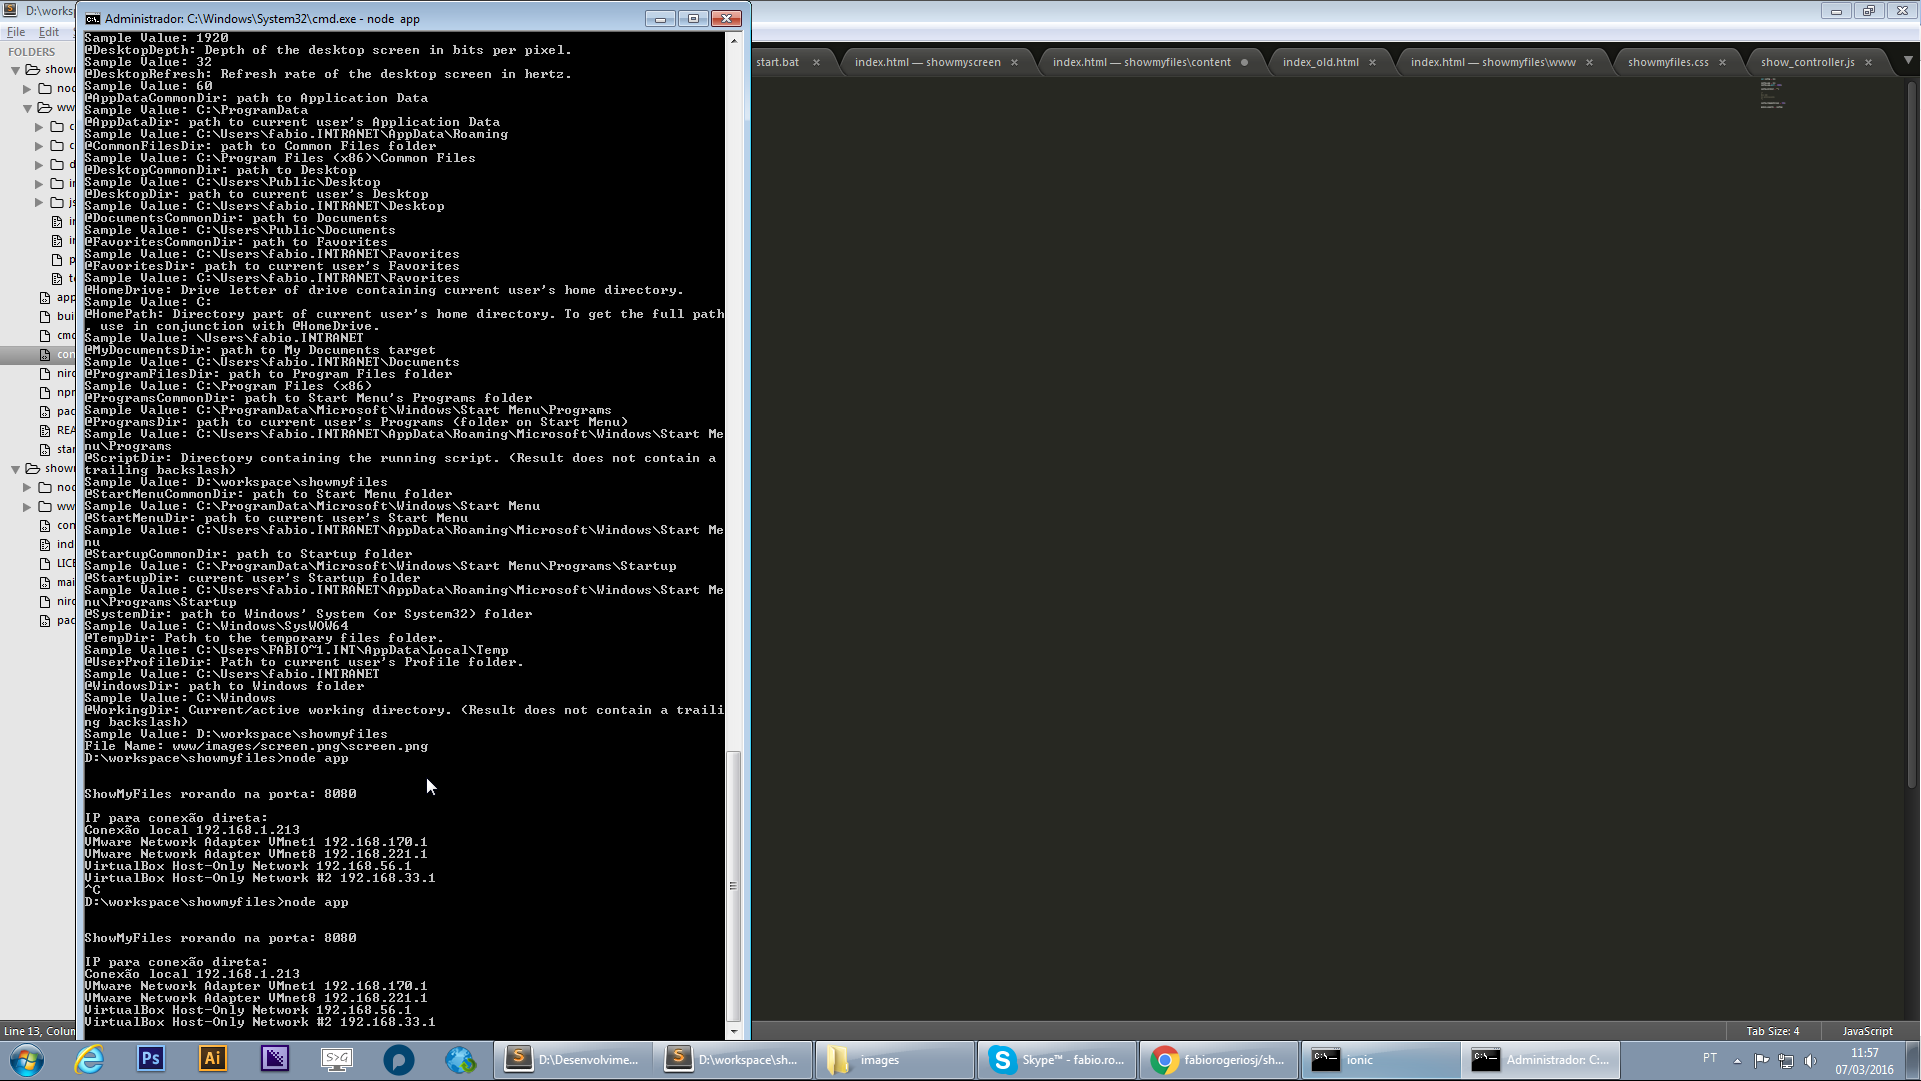 D:\worksp
File Edit S
FOLDERS
Administrador: C:\Windows\System32\cmd.exe - node  app
start.bat
index.html — showmyscreen
index.html — showmyfiles\content
index_old.html
index.html — showmyfiles\www
showmyfiles.css
show_controller.js
Sample Value: 1920
@DesktopDepth: Depth of the desktop screen in bits per pixel.
Sample Value: 32
@DesktopRefresh: Refresh rate of the desktop screen in hertz.
Sample Value: 60
@AppDataCommonDir: path to Application Data
Sample Value: C:\ProgramData
@AppDataDir: path to current user's Application Data
Sample Value: C:\Users\fabio.INTRANET\AppData\Roaming
@CommonFilesDir: path to Common Files folder
Sample Value: C:\Program Files (x86)\Common Files
@DesktopCommonDir: path to Desktop
Sample Value: C:\Users\Public\Desktop
@DesktopDir: path to current user's Desktop
Sample Value: C:\Users\fabio.INTRANET\Desktop
@DocumentsCommonDir: path to Documents
Sample Value: C:\Users\Public\Documents
@FavoritesCommonDir: path to Favorites
Sample Value: C:\Users\fabio.INTRANET\Favorites
@FavoritesDir: path to current user's Favorites
Sample Value: C:\Users\fabio.INTRANET\Favorites
@HomeDrive: Drive letter of drive containing current user's home directory.
Sample Value: C:
@HomePath: Directory part of current user's home directory. To get the full path
, use in conjunction with @HomeDrive.
Sample Value: \Users\fabio.INTRANET
@MyDocumentsDir: path to My Documents target
Sample Value: C:\Users\fabio.INTRANET\Documents
@ProgramFilesDir: path to Program Files folder
Sample Value: C:\Program Files (x86)
@ProgramsCommonDir: path to Start Menu's Programs folder
Sample Value: C:\ProgramData\Microsoft\Windows\Start Menu\Programs
@ProgramsDir: path to current user's Programs (folder on Start Menu)
Sample Value: C:\Users\fabio.INTRANET\AppData\Roaming\Microsoft\Windows\Start Me
nu\Programs
@ScriptDir: Directory containing the running script. (Result does not contain a
trailing backslash)
Sample Value: D:\workspace\showmyfiles
@StartMenuCommonDir: path to Start Menu folder
Sample Value: C:\ProgramData\Microsoft\Windows\Start Menu
@StartMenuDir: path to current user's Start Menu
Sample Value: C:\Users\fabio.INTRANET\AppData\Roaming\Microsoft\Windows\Start Me
nu
@StartupCommonDir: path to Startup folder
Sample Value: C:\ProgramData\Microsoft\Windows\Start Menu\Programs\Startup
@StartupDir: current user's Startup folder
Sample Value: C:\Users\fabio.INTRANET\AppData\Roaming\Microsoft\Windows\Start Me
nu\Programs\Startup
@SystemDir: path to Windows' System (or System32) folder
Sample Value: C:\Windows\SysWOW64
@TempDir: Path to the temporary files folder.
Sample Value: C:\Users\FABIO~1.INT\AppData\Local\Temp
@UserProfileDir: Path to current user's Profile folder.
Sample Value: C:\Users\fabio.INTRANET
@WindowsDir: path to Windows folder
Sample Value: C:\Windows
@WorkingDir: Current/active working directory. (Result does not contain a traili
ng backslash)
Sample Value: D:\workspace\showmyfiles
File Name: www/images/screen.png\screen.png
D:\workspace\showmyfiles>node app
ShowMyFiles rorando na porta: 8080
IP para conexão direta:
Conexão local 192.168.1.213
VMware Network Adapter VMnet1 192.168.170.1
VMware Network Adapter VMnet8 192.168.221.1
VirtualBox Host-Only Network 192.168.56.1
VirtualBox Host-Only Network #2 192.168.33.1
^C
D:\workspace\showmyfiles>node app
ShowMyFiles rorando na porta: 8080
IP para conexão direta:
Conexão local 192.168.1.213
VMware Network Adapter VMnet1 192.168.170.1
VMware Network Adapter VMnet8 192.168.221.1
VirtualBox Host-Only Network 192.168.56.1
VirtualBox Host-Only Network #2 192.168.33.1
show
noc
ww
c
c
d
in
js
in
in
p
te
app
bui
cmd
con
nirc
npr
pac
REA
star
show
noc
ww
con
ind
LICE
mai
nirc
pac
Line 13, Colum
Tab Size: 4
JavaScript
Ps
Ai
S>G
D:\Desenvolvime...
D:\workspace\sh...
images
Skype™ - fabio.ro...
fabiorogeriosj/sh...
ionic
Administrador: C:...
PT
11:57
07/03/2016